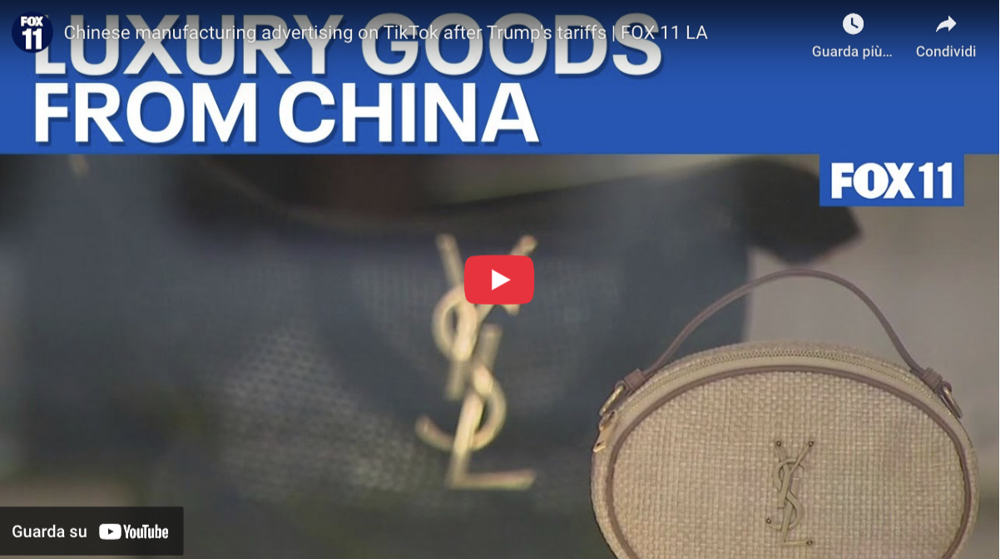 FOX
11
Chinese manufacturing advertising on TikTok after Trump's tariffs | FOX 11 LA
Guarda più...
Condividi
LUXURY GOODS
FROM CHINA
FOX 11
YSL
YSL
Guarda su YouTube